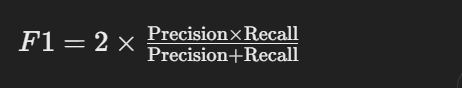 F1 = 2 × Precision×Recall / Precision+Recall